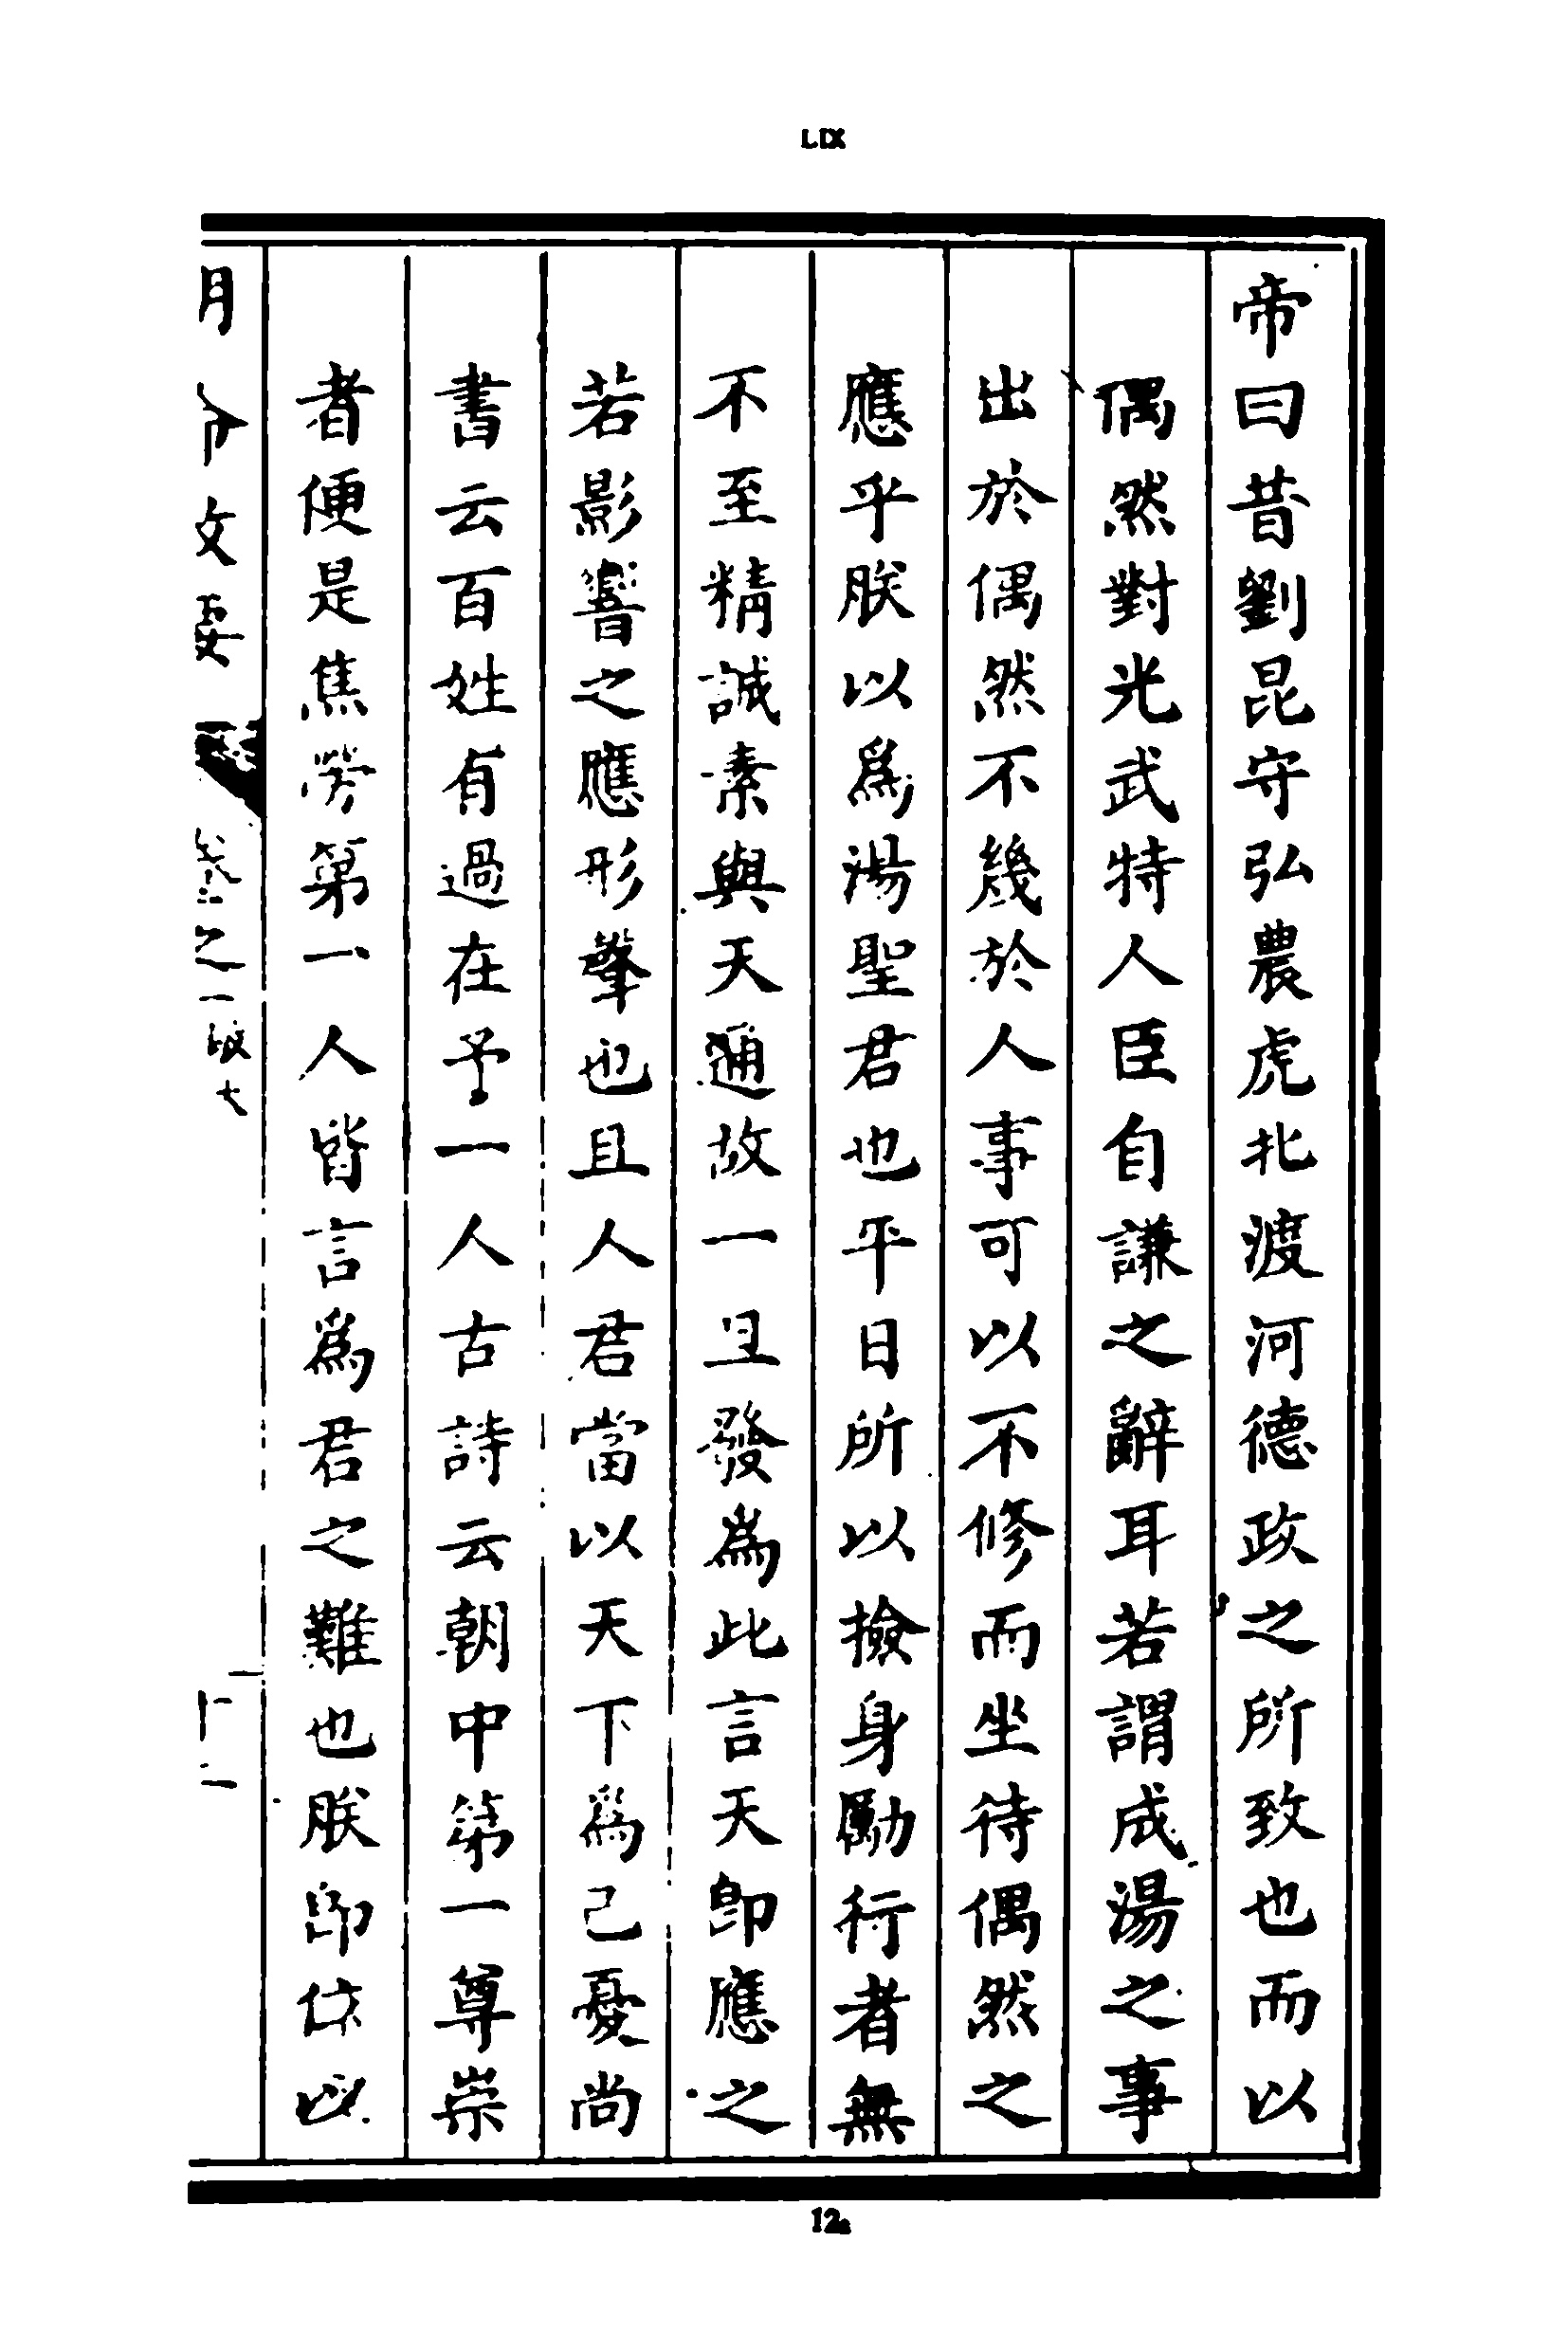 LIX
帝曰昔劉昆守弘農虎北渡河德政之所致也而以
偶然對光武特人臣自謙之辭耳若謂成湯之事
出於偶然不幾於人事可以不修而坐待偶然之
應乎朕以爲湯聖君也平日所以撿身勵行者無
不至精誠素與天通故一旦發爲此言天即應之
若影響之應形聲也且人君當以天下爲己憂尚
書云百姓有過在予一人古詩云朝中第一尊崇
者便是焦勞第一人皆言爲君之難也朕即位以
12a